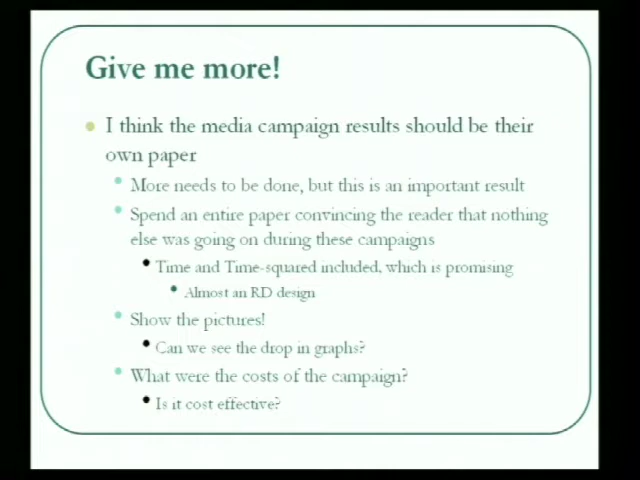 Give me more!
I think the media campaign results should be their
own paper
More needs to be done, but this is an important result
Spend an entire paper convincing the reader that nothing
else was going on during these campaigns
Time and Time-squared included, which is promising
Almost an RD design
Show the pictures!
Can we see the drop in graphs?
What were the costs of the campaign?
Is it cost effective?